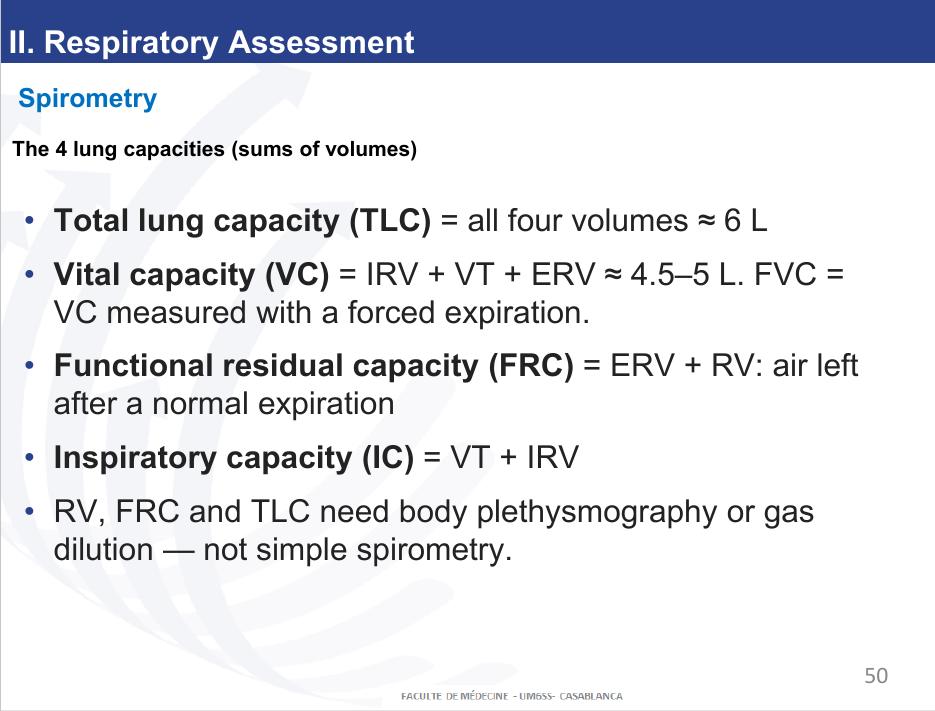 II. Respiratory Assessment
Spirometry
The 4 lung capacities (sums of volumes)
• Total lung capacity (TLC) = all four volumes ≈ 6 L
• Vital capacity (VC) = IRV + VT + ERV ≈ 4.5–5 L. FVC =
VC measured with a forced expiration.
• Functional residual capacity (FRC) = ERV + RV: air left
after a normal expiration
• Inspiratory capacity (IC) = VT + IRV
• RV, FRC and TLC need body plethysmography or gas
dilution — not simple spirometry.
50
FACULTE DE MÉDECINE - UM6SS- CASABLANCA